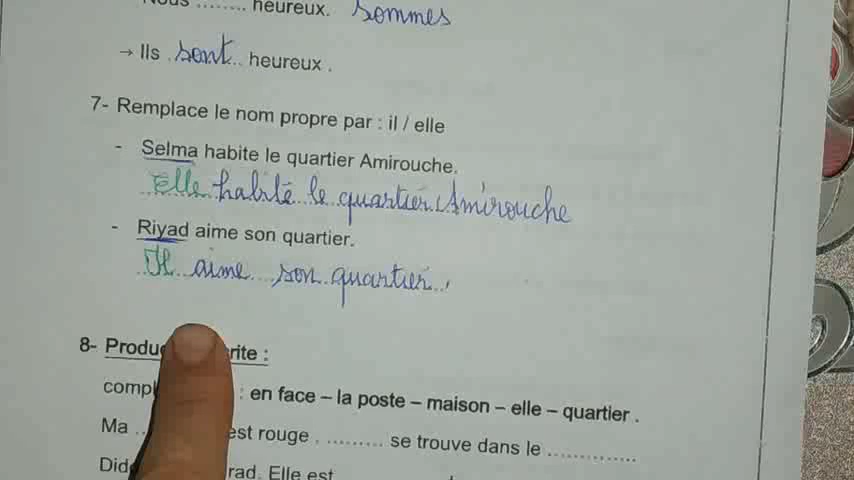 ........ heureux. sommes
→ Ils sont heureux .
7- Remplace le nom propre par : il / elle
- Selma habite le quartier Amirouche.
Elle habite le quartier Amirouche
- Riyad aime son quartier.
Il aime son quartier.
8- rite :
: en face – la poste – maison – elle – quartier .
Ma est rouge . ......... se trouve dans le ..............
rad. Elle est